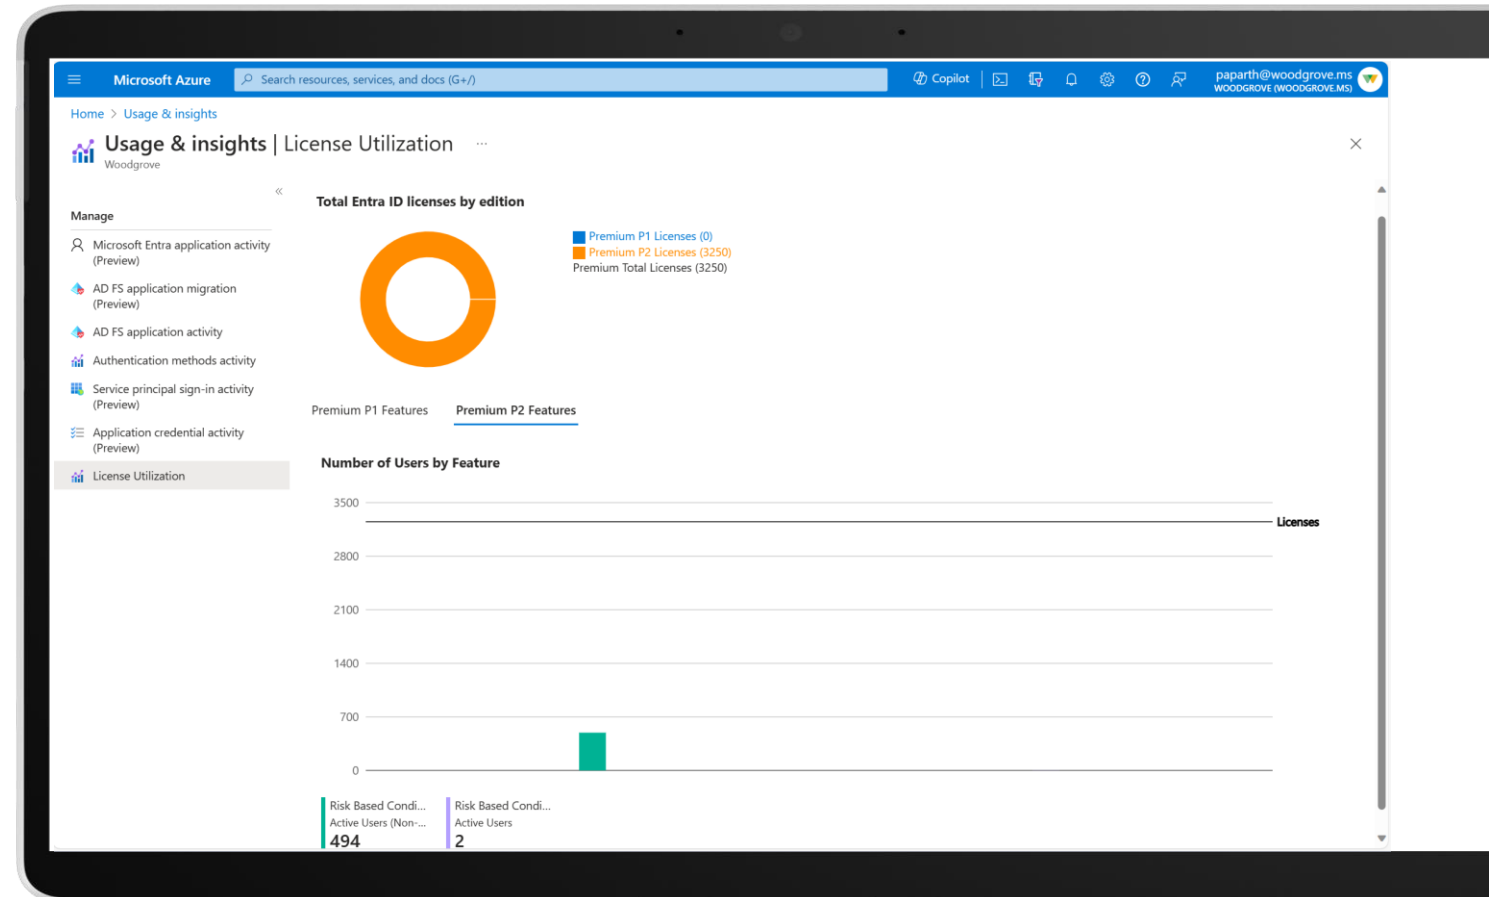 Microsoft Azure
Search resources, services, and docs (G+/)
Copilot
paparth@woodgrove.ms
WOODGROVE (WOODGROVE.MS)
Home > Usage & insights
Usage & insights | License Utilization ...
Woodgrove
«
Manage
Microsoft Entra application activity
(Preview)
AD FS application migration
(Preview)
AD FS application activity
Authentication methods activity
Service principal sign-in activity
(Preview)
Application credential activity
(Preview)
License Utilization
Total Entra ID licenses by edition
Premium P1 Licenses (0)
Premium P2 Licenses (3250)
Premium Total Licenses (3250)
Premium P1 Features
Premium P2 Features
Number of Users by Feature
3500
Licenses
2800
2100
1400
700
0
Risk Based Condi...
Active Users (Non-...
494
Risk Based Condi...
Active Users
2